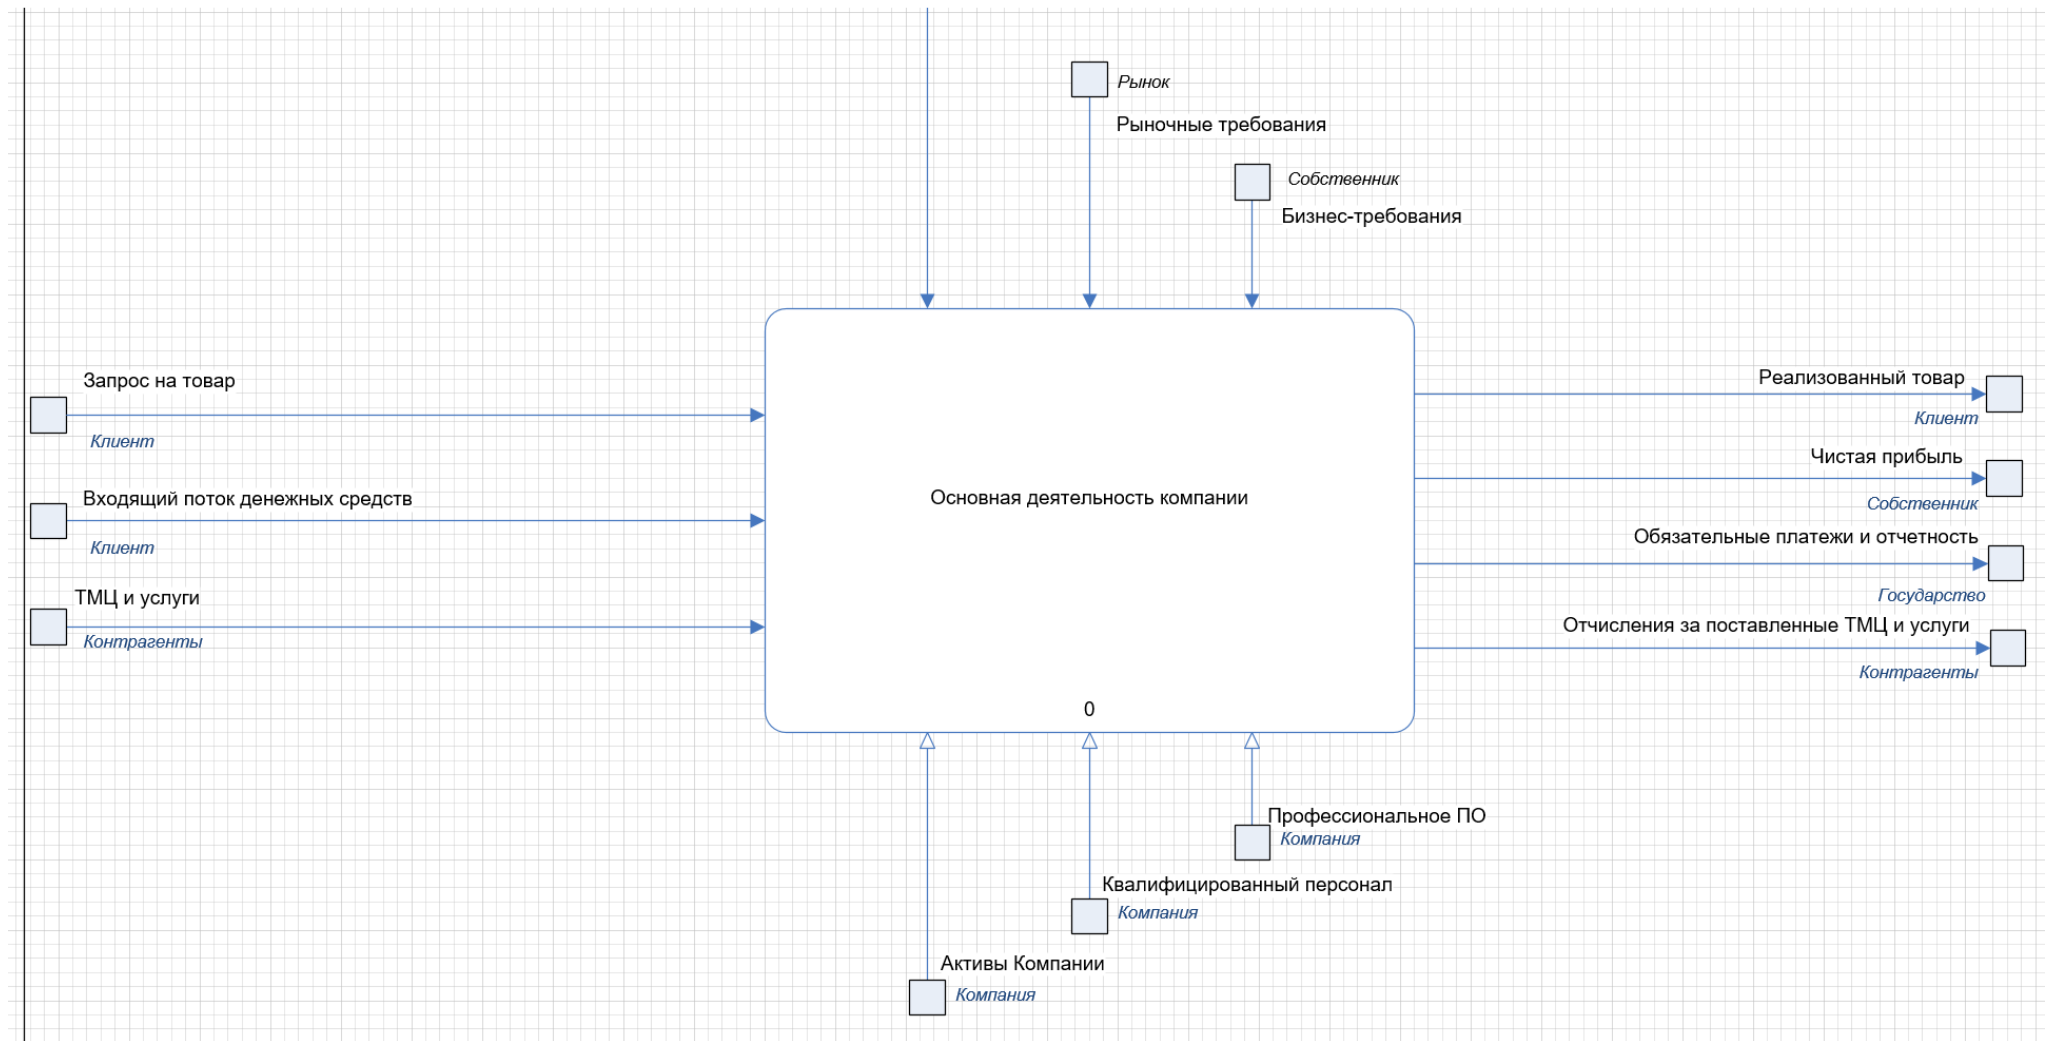 Рынок
Рыночные требования
Собственник
Бизнес-требования
Запрос на товар
Клиент
Входящий поток денежных средств
Клиент
ТМЦ и услуги
Контрагенты
Основная деятельность компании
0
Реализованный товар
Клиент
Чистая прибыль
Собственник
Обязательные платежи и отчетность
Государство
Отчисления за поставленные ТМЦ и услуги
Контрагенты
Профессиональное ПО
Компания
Квалифицированный персонал
Компания
Активы Компании
Компания